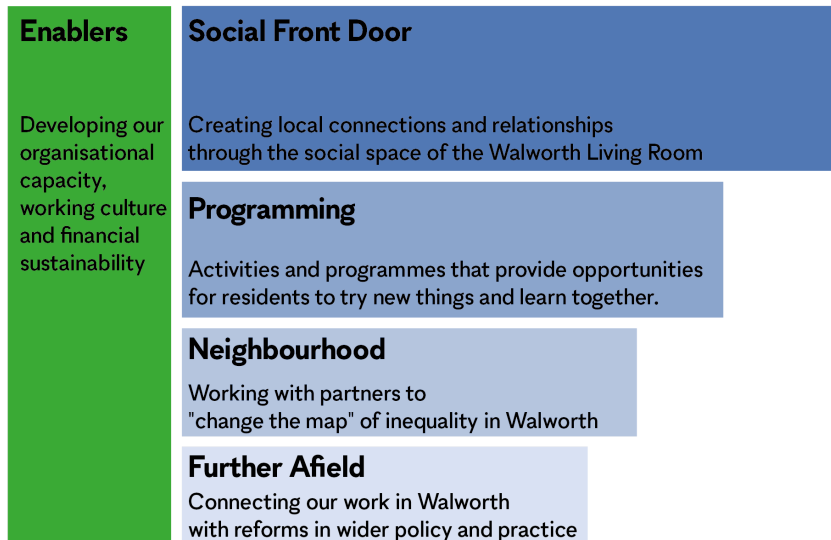 Enablers
Developing our
organisational
capacity,
working culture
and financial
sustainability
Social Front Door
Creating local connections and relationships
through the social space of the Walworth Living Room
Programming
Activities and programmes that provide opportunities
for residents to try new things and learn together.
Neighbourhood
Working with partners to
"change the map" of inequality in Walworth
Further Afield
Connecting our work in Walworth
with reforms in wider policy and practice